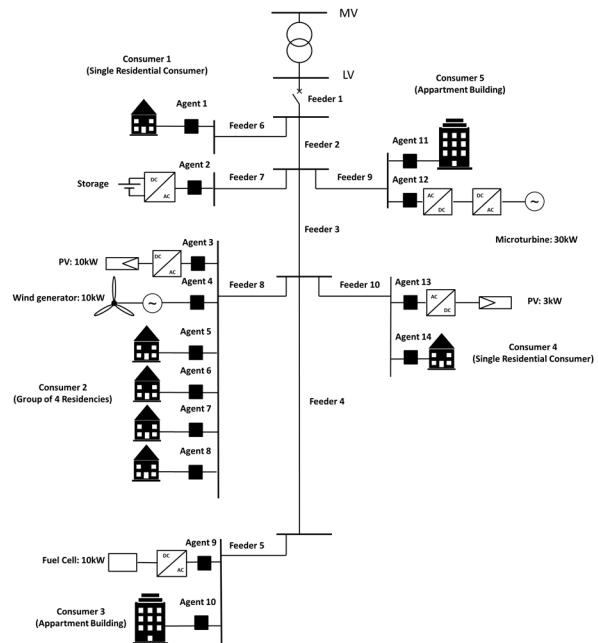 MV
LV
Feeder 1
Consumer 1
(Single Residential Consumer)
Agent 1
Feeder 6
Feeder 2
Consumer 5
(Appartment Building)
Agent 11
Agent 2
Storage
DC
AC
Feeder 7
Feeder 9
Agent 12
AC
DC
DC
AC
~
Microturbine: 30kW
Feeder 3
Agent 3
PV: 10kW
DC
AC
Agent 4
Wind generator: 10kW
~
Feeder 8
Feeder 10
Agent 13
AC
DC
PV: 3kW
Agent 5
Agent 14
Consumer 4
(Single Residential Consumer)
Agent 6
Consumer 2
(Group of 4 Residencies)
Agent 7
Feeder 4
Agent 8
Agent 9
Feeder 5
Fuel Cell: 10kW
DC
AC
Agent 10
Consumer 3
(Appartment Building)